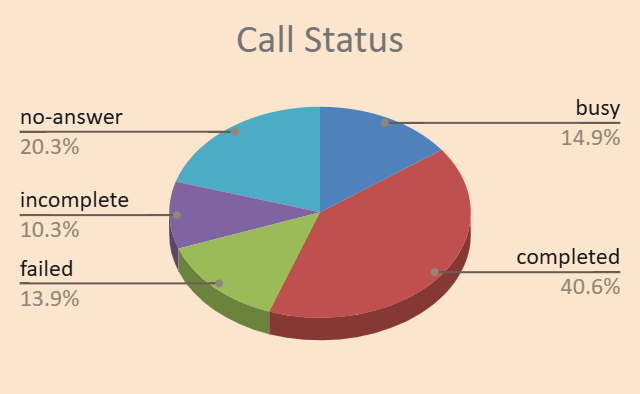 Call Status
busy
14.9%
no-answer
20.3%
incomplete
10.3%
completed
40.6%
failed
13.9%